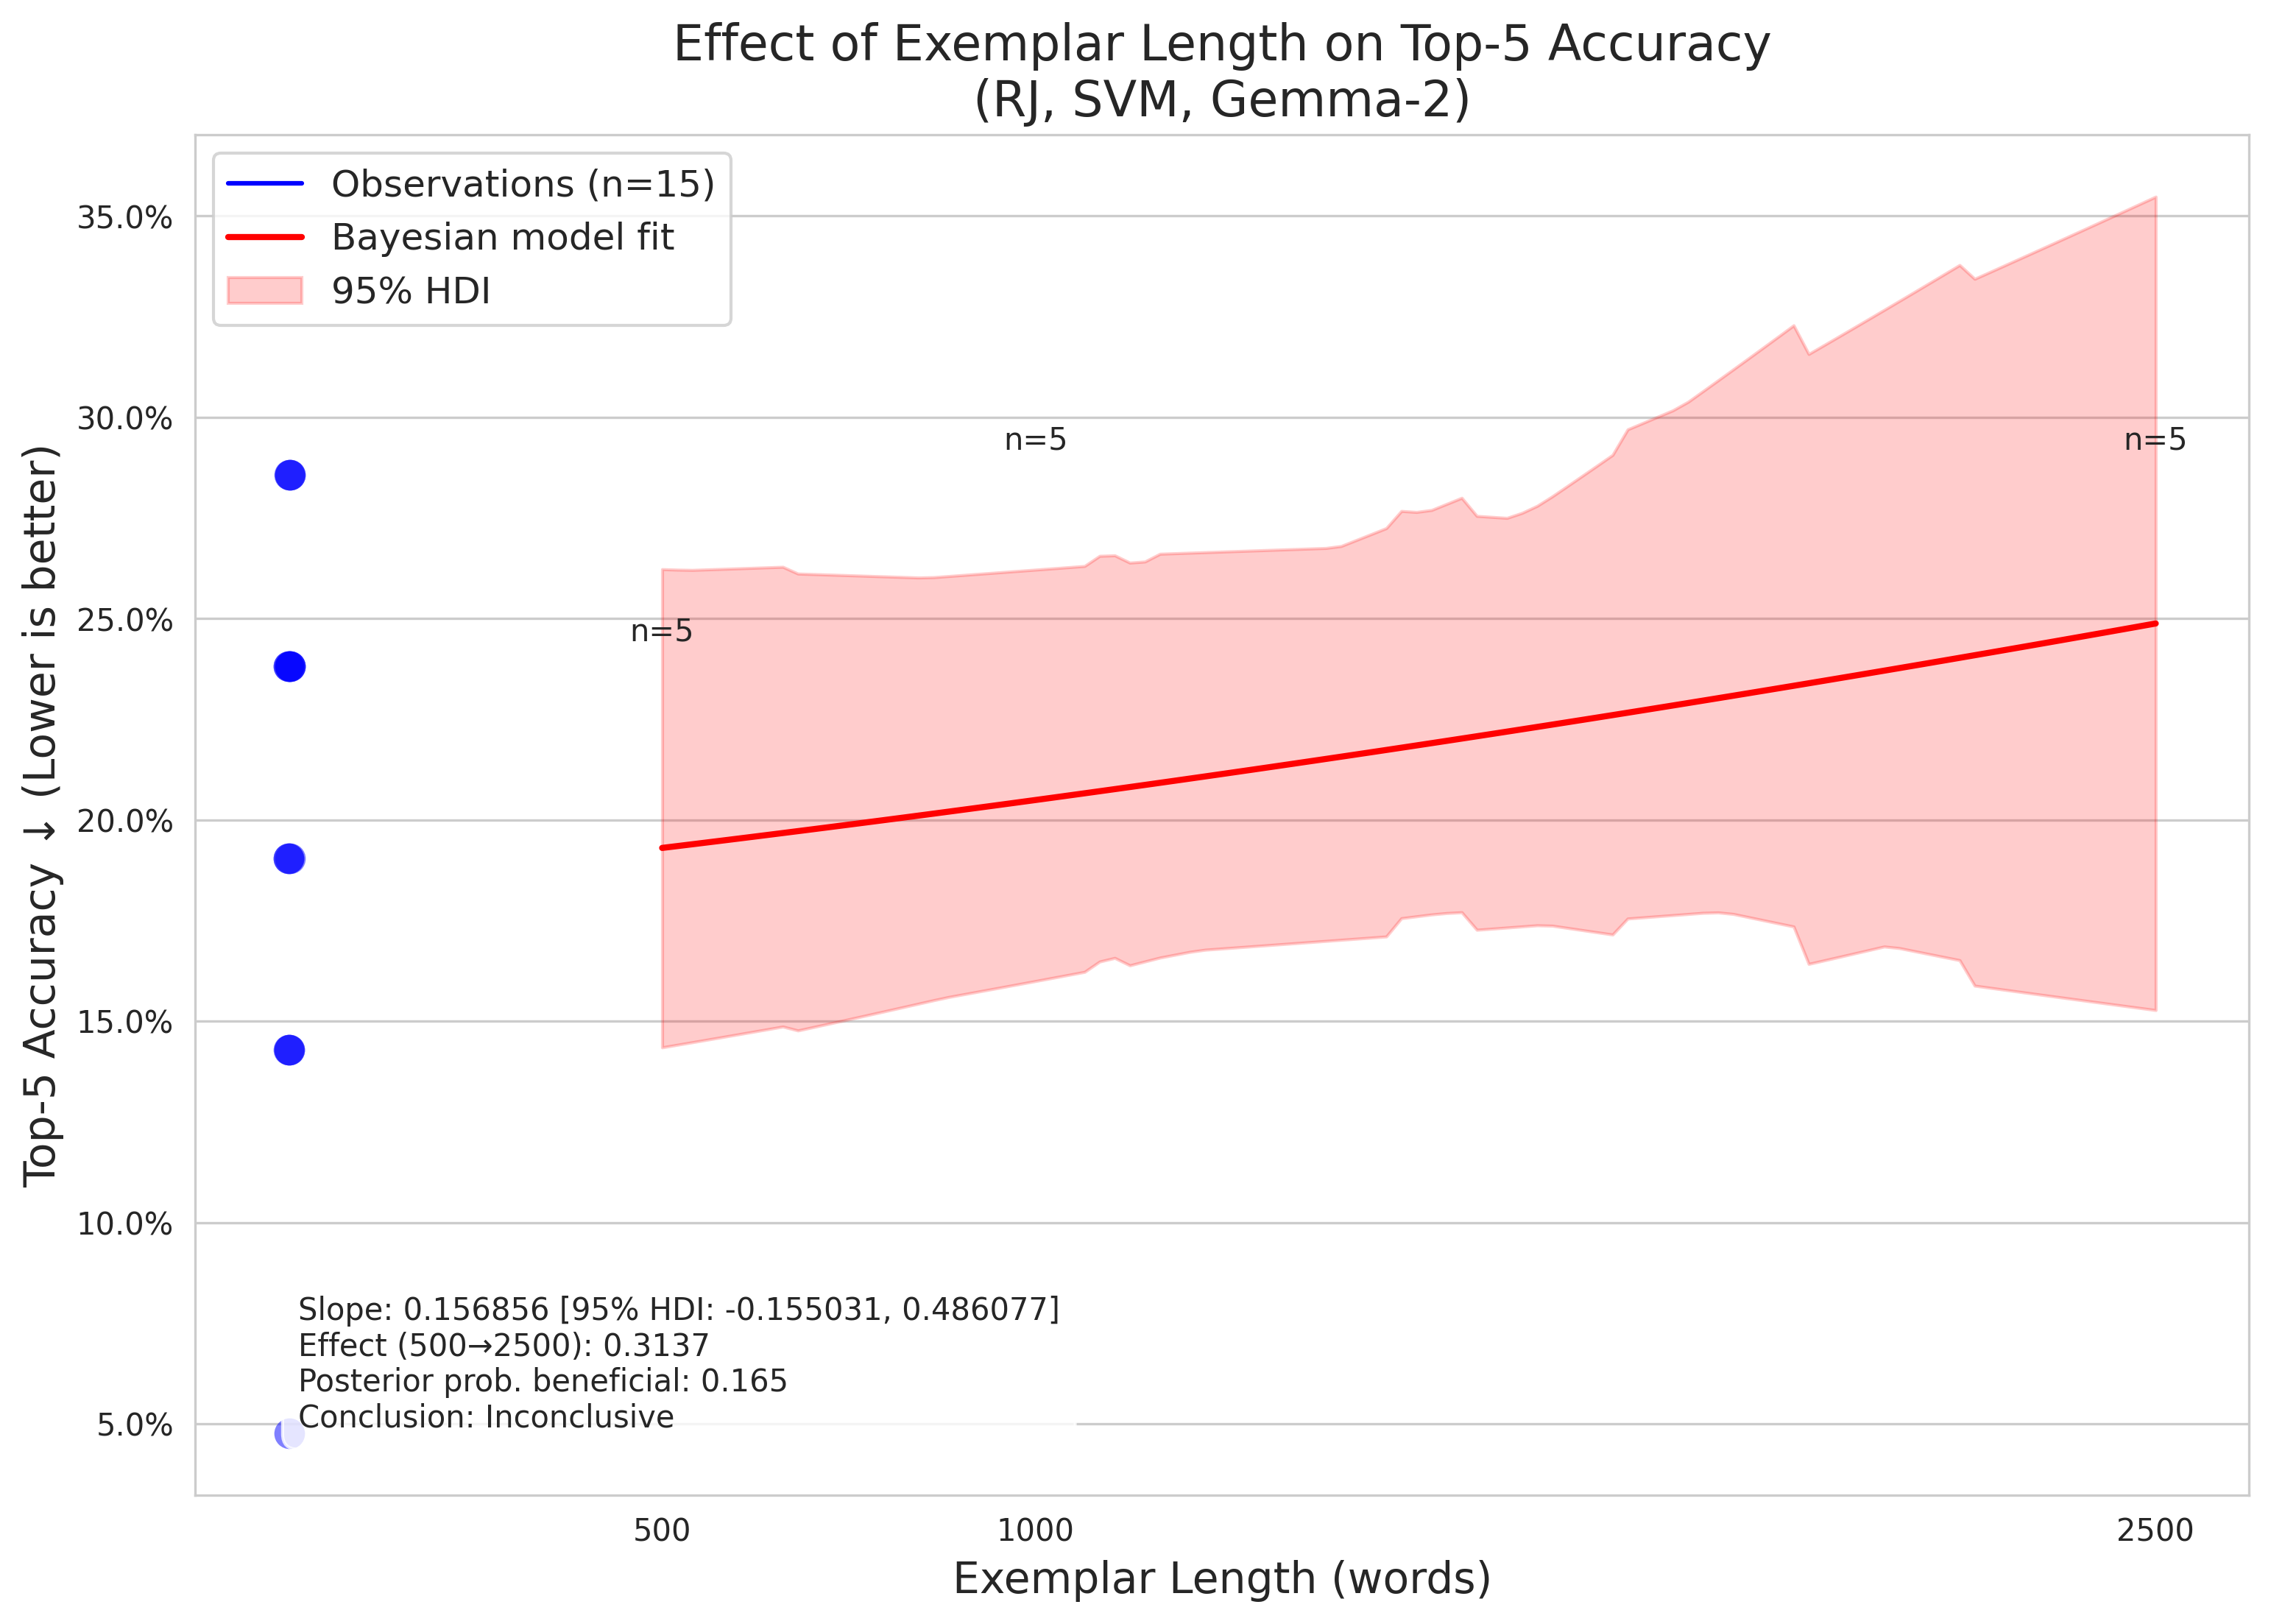 Effect of Exemplar Length on Top-5 Accuracy
(RJ, SVM, Gemma-2)
Observations (n=15)
Bayesian model fit
95% HDI
Top-5 Accuracy ↓ (Lower is better)
35.0%
30.0%
25.0%
20.0%
15.0%
10.0%
5.0%
n=5
n=5
n=5
Slope: 0.156856 [95% HDI: -0.155031, 0.486077]
Effect (500→2500): 0.3137
Posterior prob. beneficial: 0.165
Conclusion: Inconclusive
500
1000
2500
Exemplar Length (words)